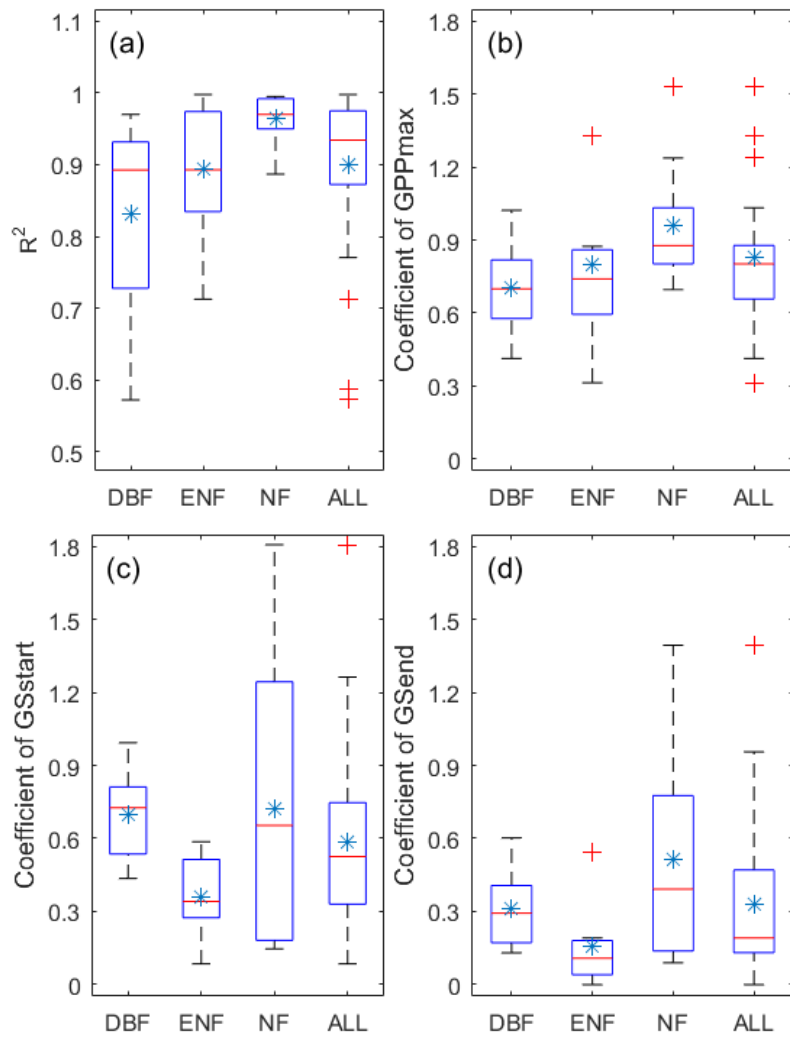 (a)
R²
1.1
1
0.9
0.8
0.7
0.6
0.5
DBF ENF NF ALL
(b)
Coefficient of GPPmax
1.8
1.5
1.2
0.9
0.6
0.3
0
DBF ENF NF ALL
(c)
Coefficient of GSstart
1.8
1.5
1.2
0.9
0.6
0.3
0
DBF ENF NF ALL
(d)
Coefficient of GSend
1.8
1.5
1.2
0.9
0.6
0.3
0
DBF ENF NF ALL